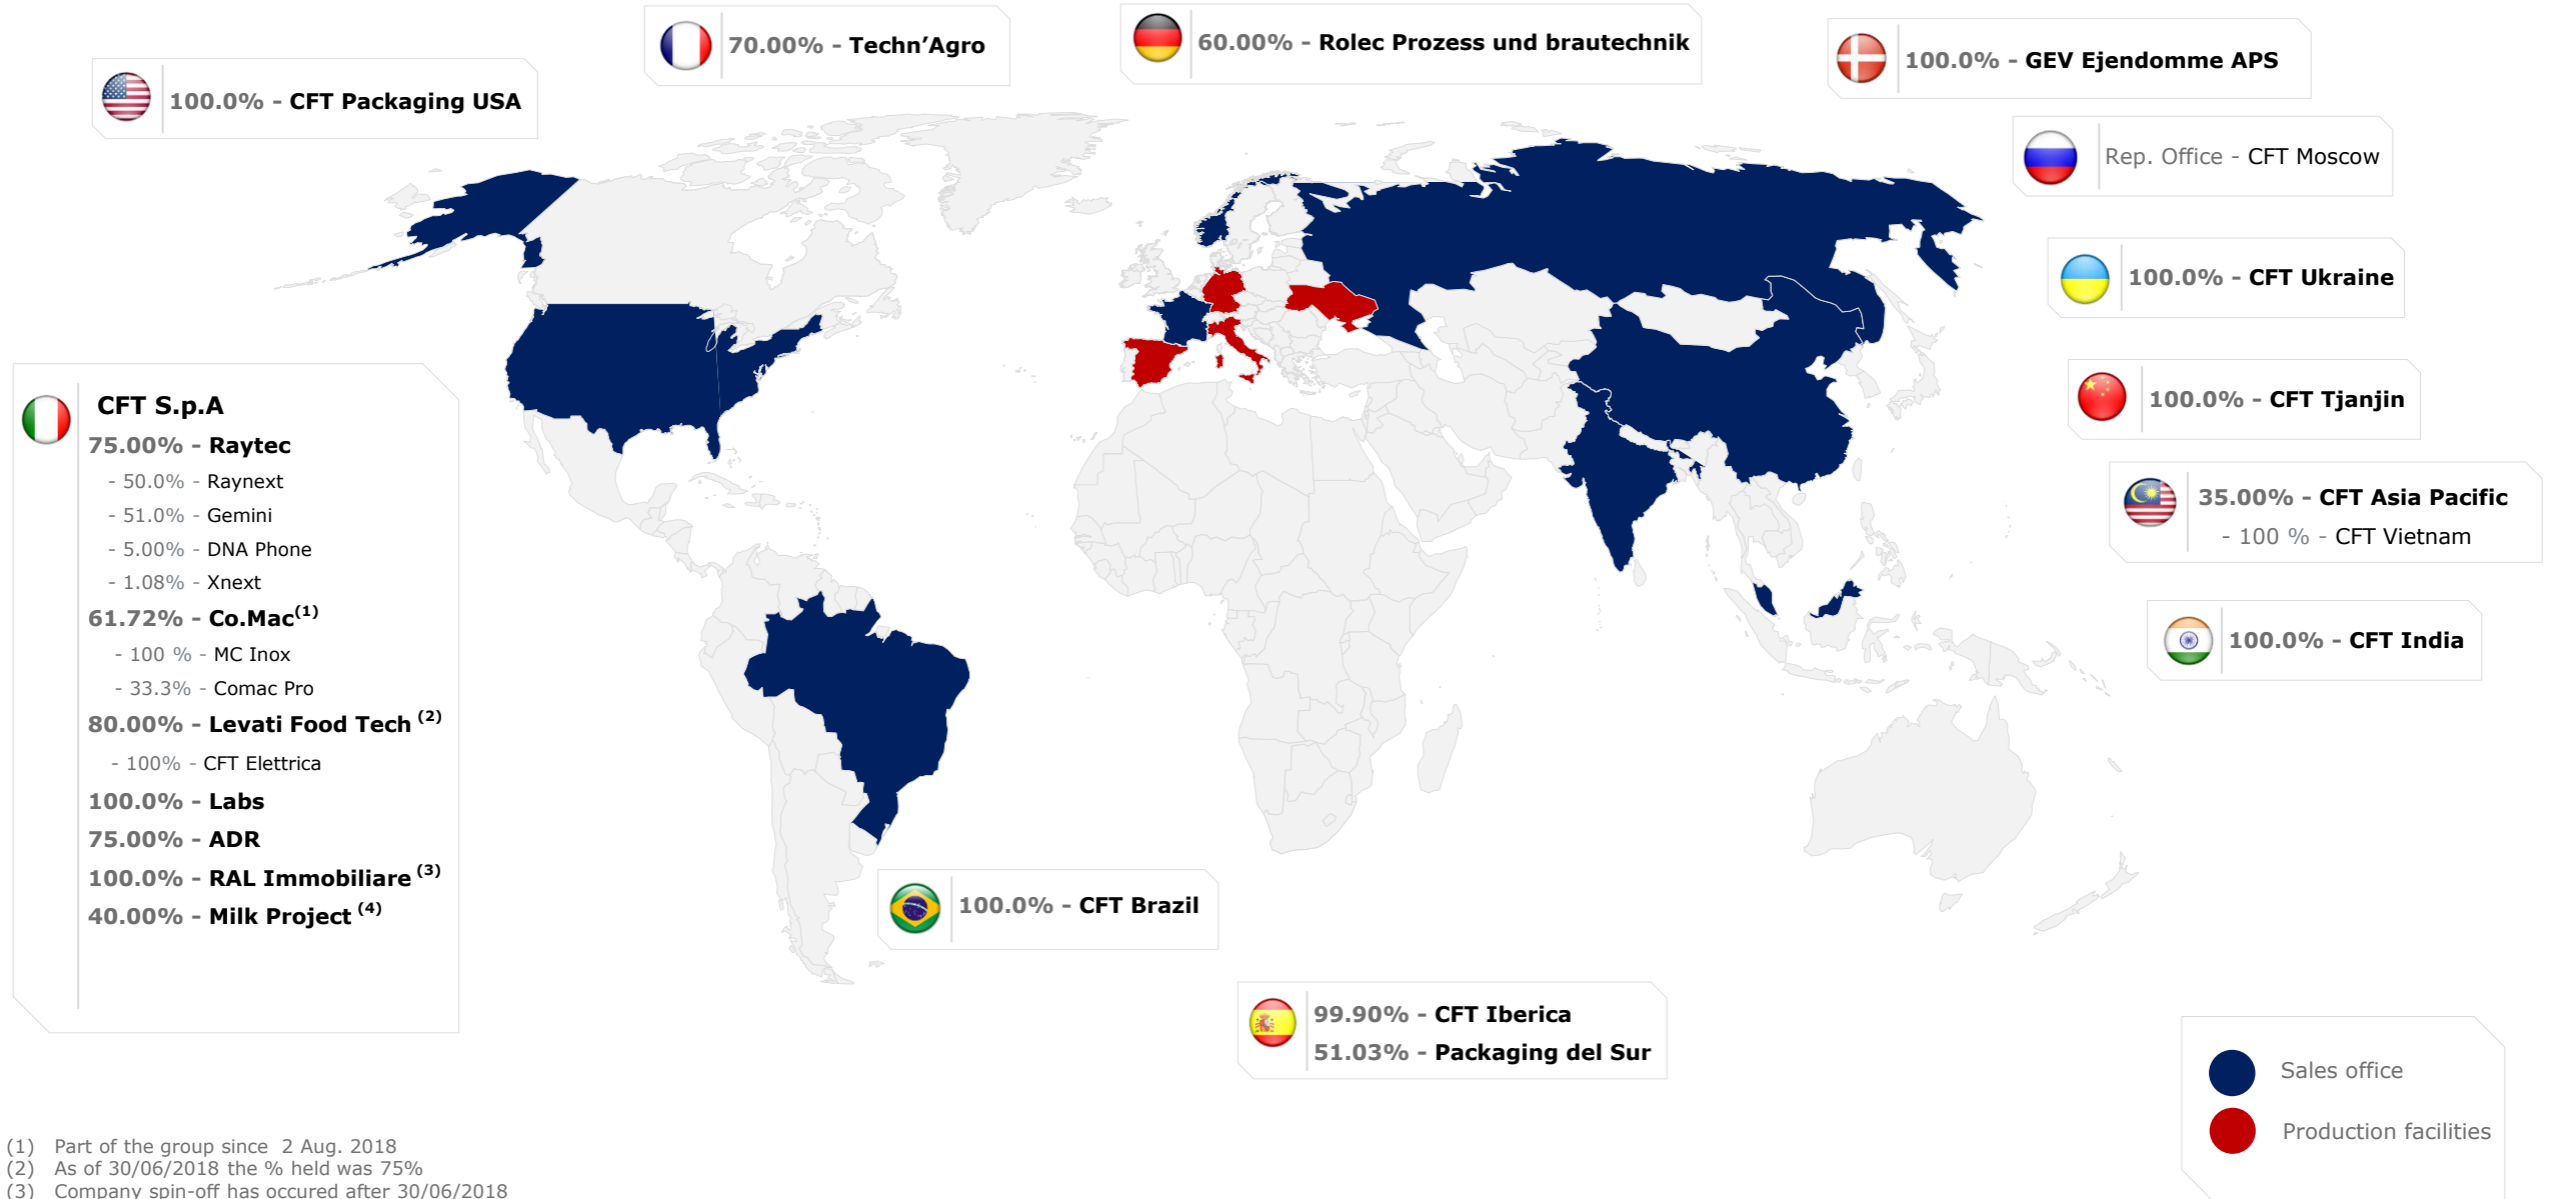 70.00% - Techn’Agro
60.00% - Rolec Prozess und brautechnik
100.0% - GEV Ejendomme APS
100.0% - CFT Packaging USA
Rep. Office - CFT Moscow
100.0% - CFT Ukraine
100.0% - CFT Tjanjin
35.00% - CFT Asia Pacific
- 100 % - CFT Vietnam
100.0% - CFT India
CFT S.p.A
75.00% - Raytec
- 50.0% - Raynext
- 51.0% - Gemini
- 5.00% - DNA Phone
- 1.08% - Xnext
61.72% - Co.Mac(1)
- 100 % - MC Inox
- 33.3% - Comac Pro
80.00% - Levati Food Tech (2)
- 100% - CFT Elettrica
100.0% - Labs
75.00% - ADR
100.0% - RAL Immobiliare (3)
40.00% - Milk Project (4)
100.0% - CFT Brazil
99.90% - CFT Iberica
51.03% - Packaging del Sur
Sales office
Production facilities
(1) Part of the group since 2 Aug. 2018
(2) As of 30/06/2018 the % held was 75%
(3) Company spin-off has occured after 30/06/2018